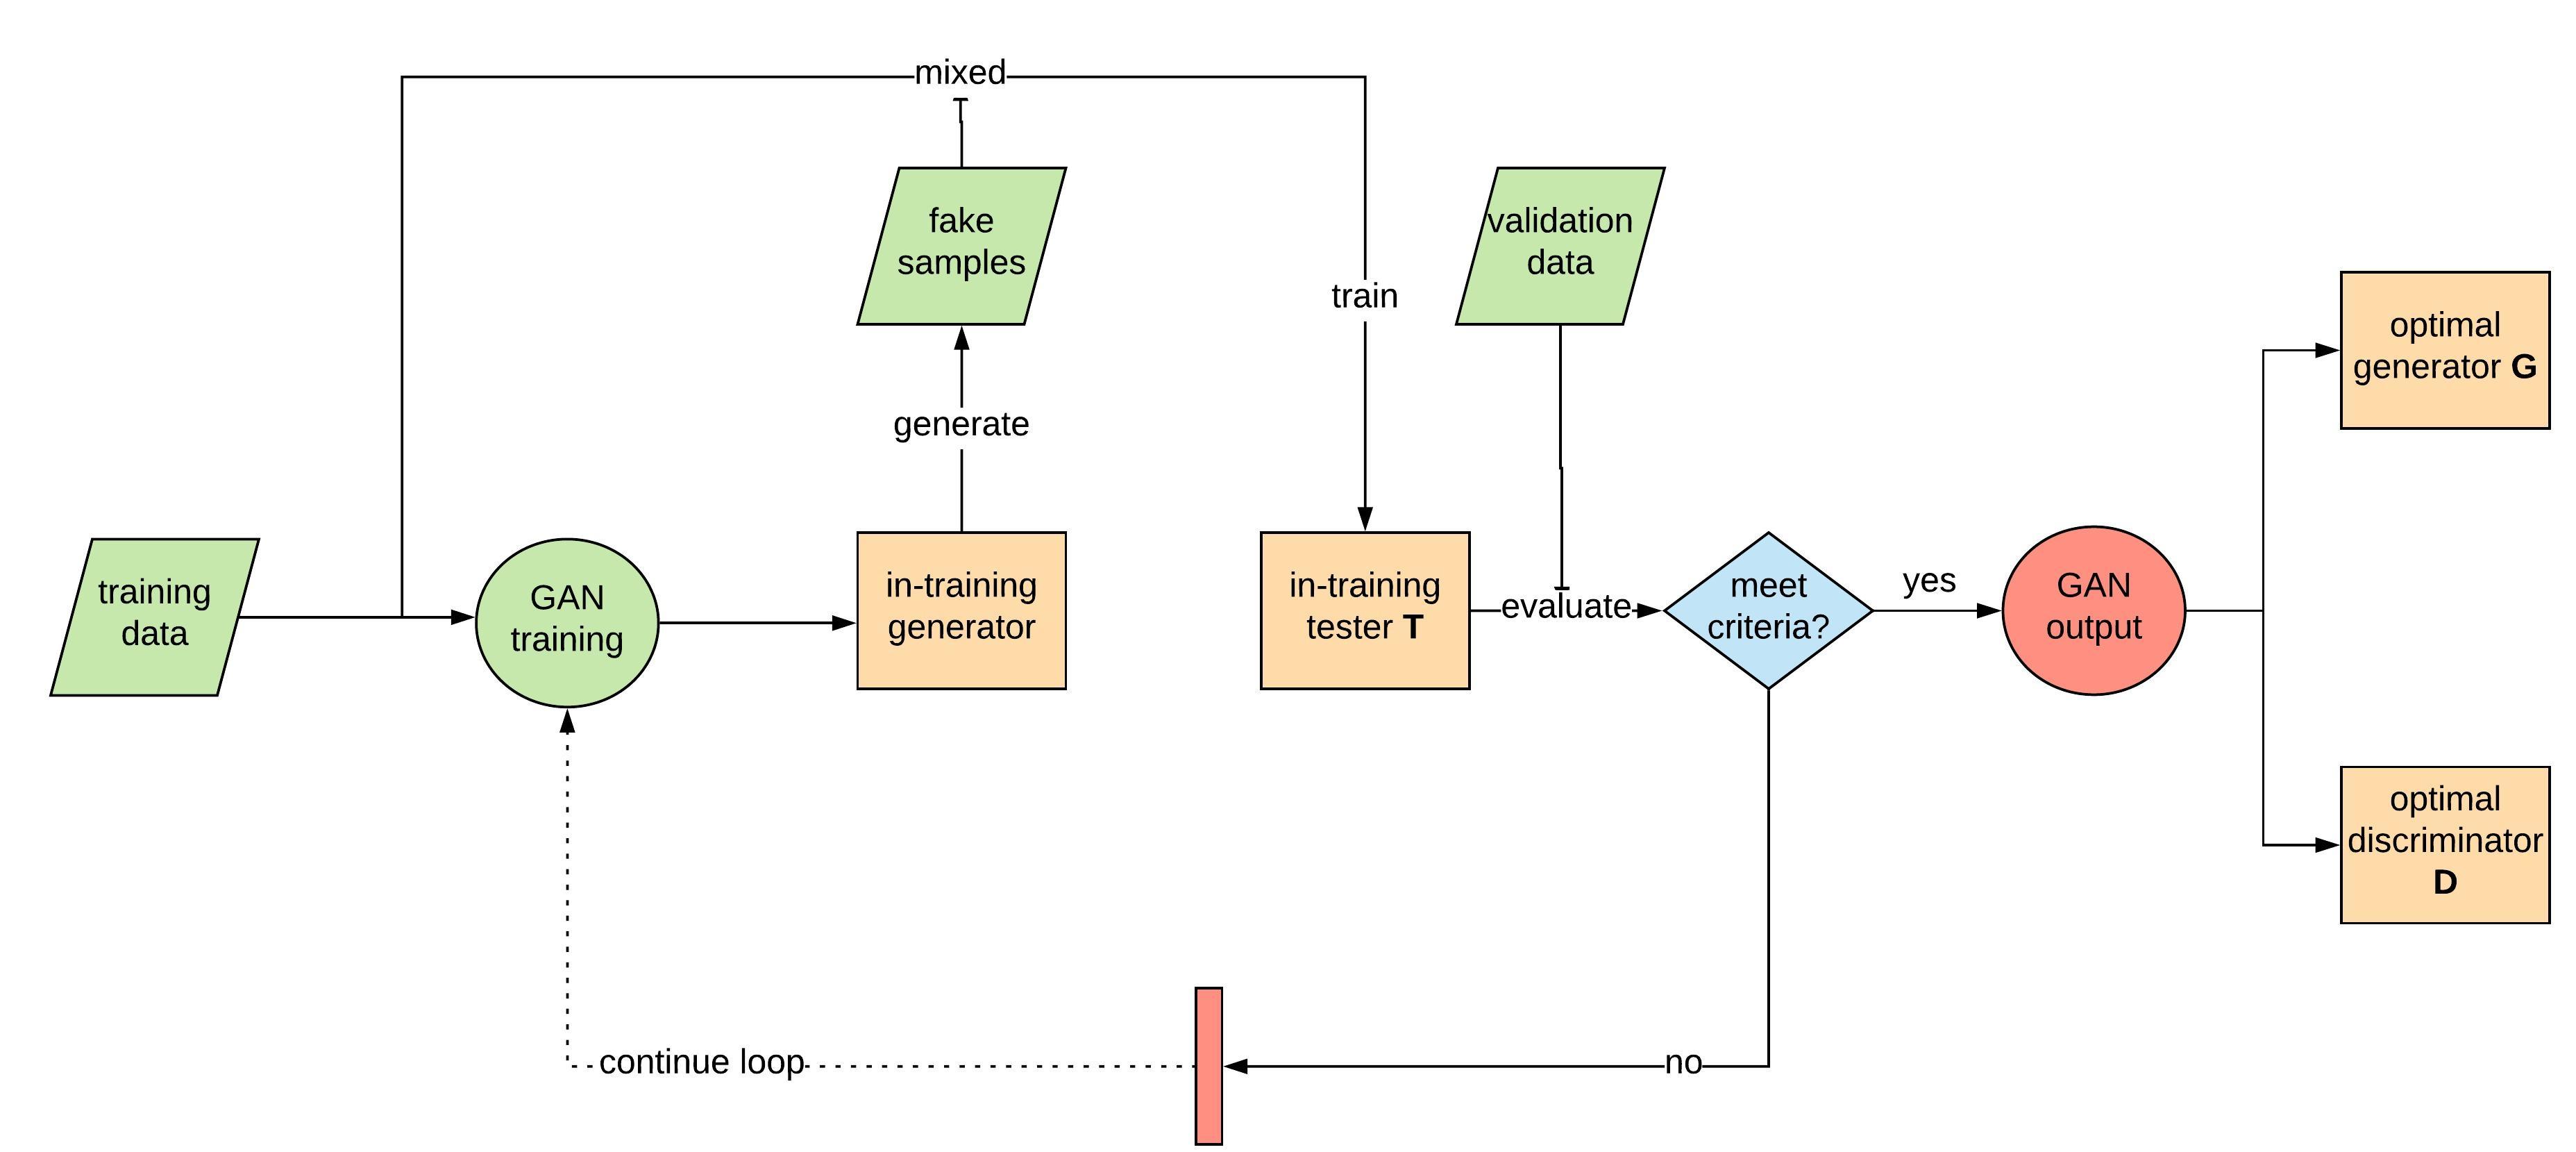 mixed
fake
samples
validation
data
train
optimal
generator G
generate
training
data
GAN
training
in-training
generator
in-training
tester T
evaluate
meet
criteria?
yes
GAN
output
optimal
discriminator
D
continue loop
no